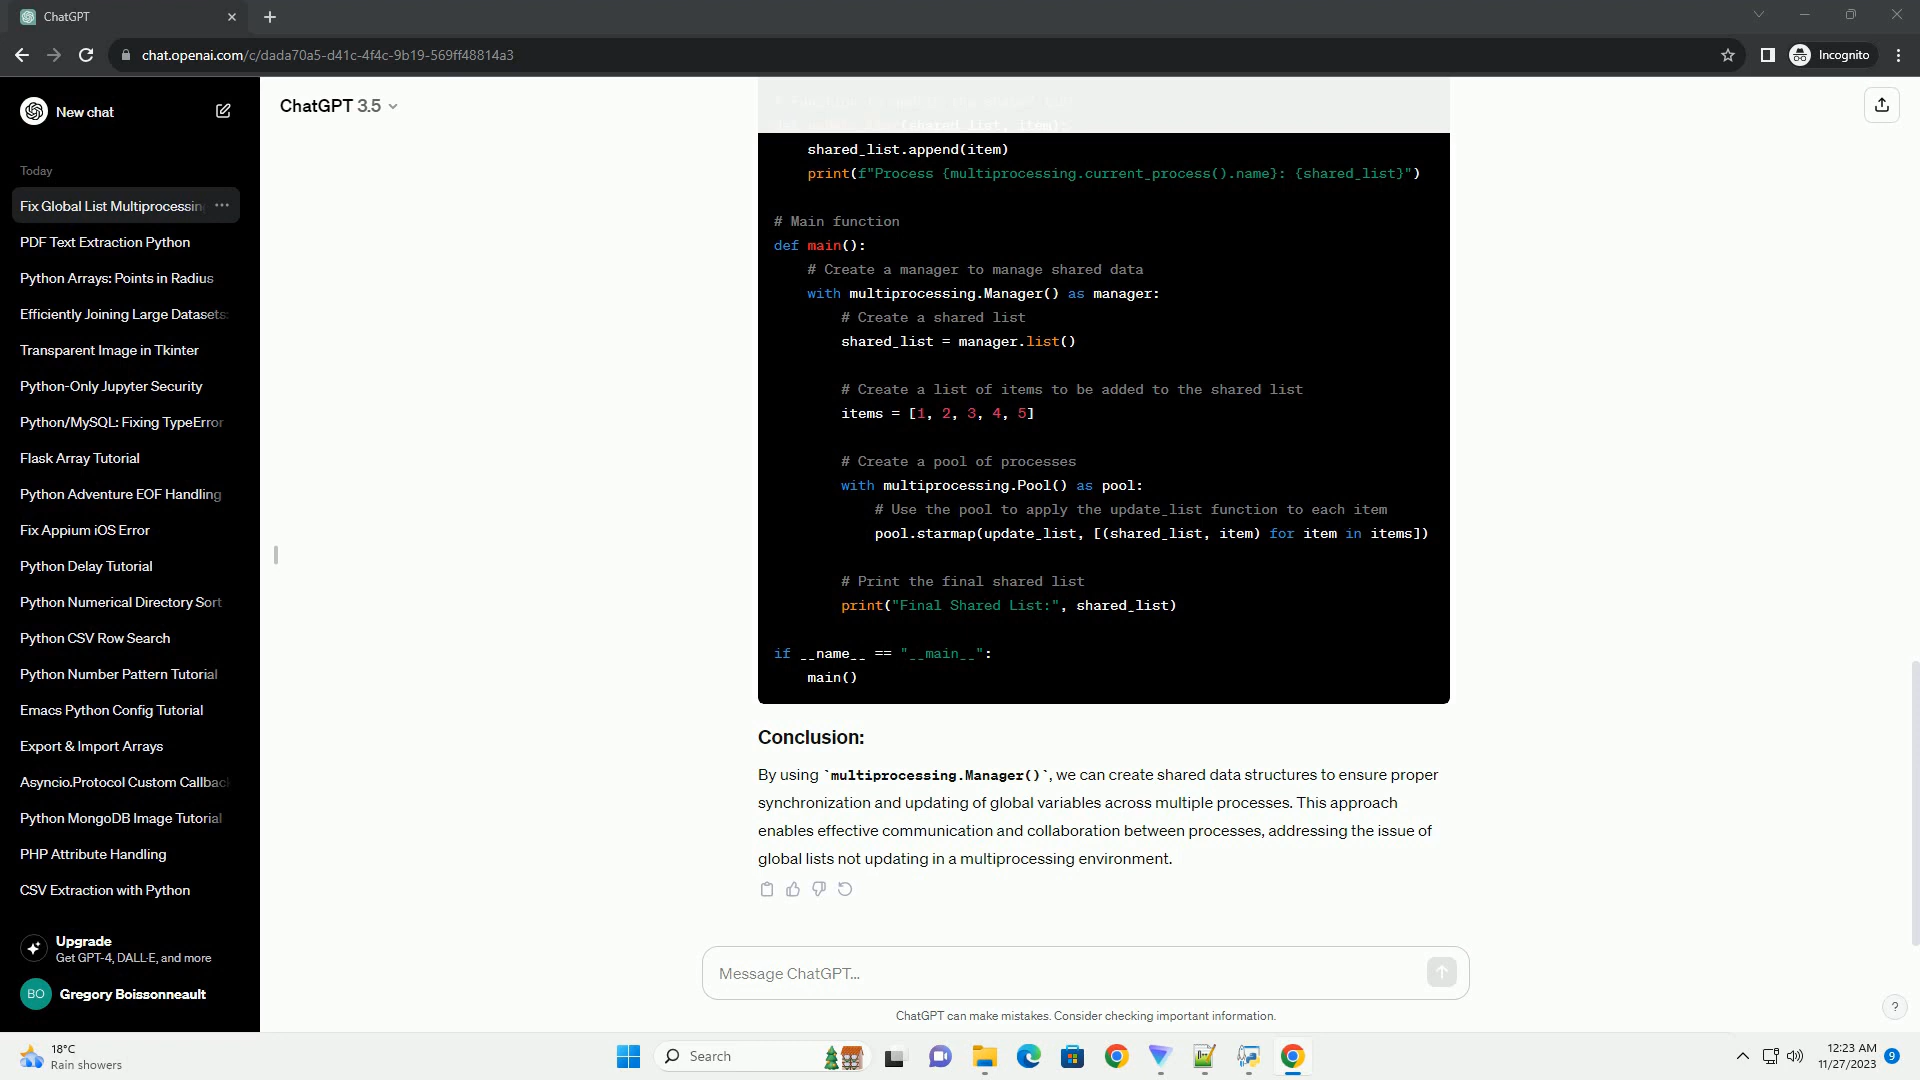 ChatGPT
chat.openai.com/c/dada70a5-d41c-4f4c-9b19-569ff48814a3
Incognito
New chat
Today
Fix Global List Multiprocessin
PDF Text Extraction Python
Python Arrays: Points in Radius
Efficiently Joining Large Datasets:
Transparent Image in Tkinter
Python-Only Jupyter Security
Python/MySQL: Fixing TypeError
Flask Array Tutorial
Python Adventure EOF Handling
Fix Appium iOS Error
Python Delay Tutorial
Python Numerical Directory Sort
Python CSV Row Search
Python Number Pattern Tutorial
Emacs Python Config Tutorial
Export & Import Arrays
Asyncio.Protocol Custom Callback
Python MongoDB Image Tutorial
PHP Attribute Handling
CSV Extraction with Python
Upgrade
Get GPT-4, DALL·E, and more
BO Gregory Boissonneault
ChatGPT 3.5
(shared_list, item):
shared_list.append(item)
print(f"Process {multiprocessing.current_process().name}: {shared_list}")
# Main function
def main():
# Create a manager to manage shared data
with multiprocessing.Manager() as manager:
# Create a shared list
shared_list = manager.list()
# Create a list of items to be added to the shared list
items = [1, 2, 3, 4, 5]
# Create a pool of processes
with multiprocessing.Pool() as pool:
# Use the pool to apply the update_list function to each item
pool.starmap(update_list, [(shared_list, item) for item in items])
# Print the final shared list
print("Final Shared List:", shared_list)
if __name__ == "__main__":
main()
Conclusion:
By using `multiprocessing.Manager()`, we can create shared data structures to ensure proper
synchronization and updating of global variables across multiple processes. This approach
enables effective communication and collaboration between processes, addressing the issue of
global lists not updating in a multiprocessing environment.
Message ChatGPT...
ChatGPT can make mistakes. Consider checking important information.
?
18°C
Rain showers
Search
12:23 AM
11/27/2023
9